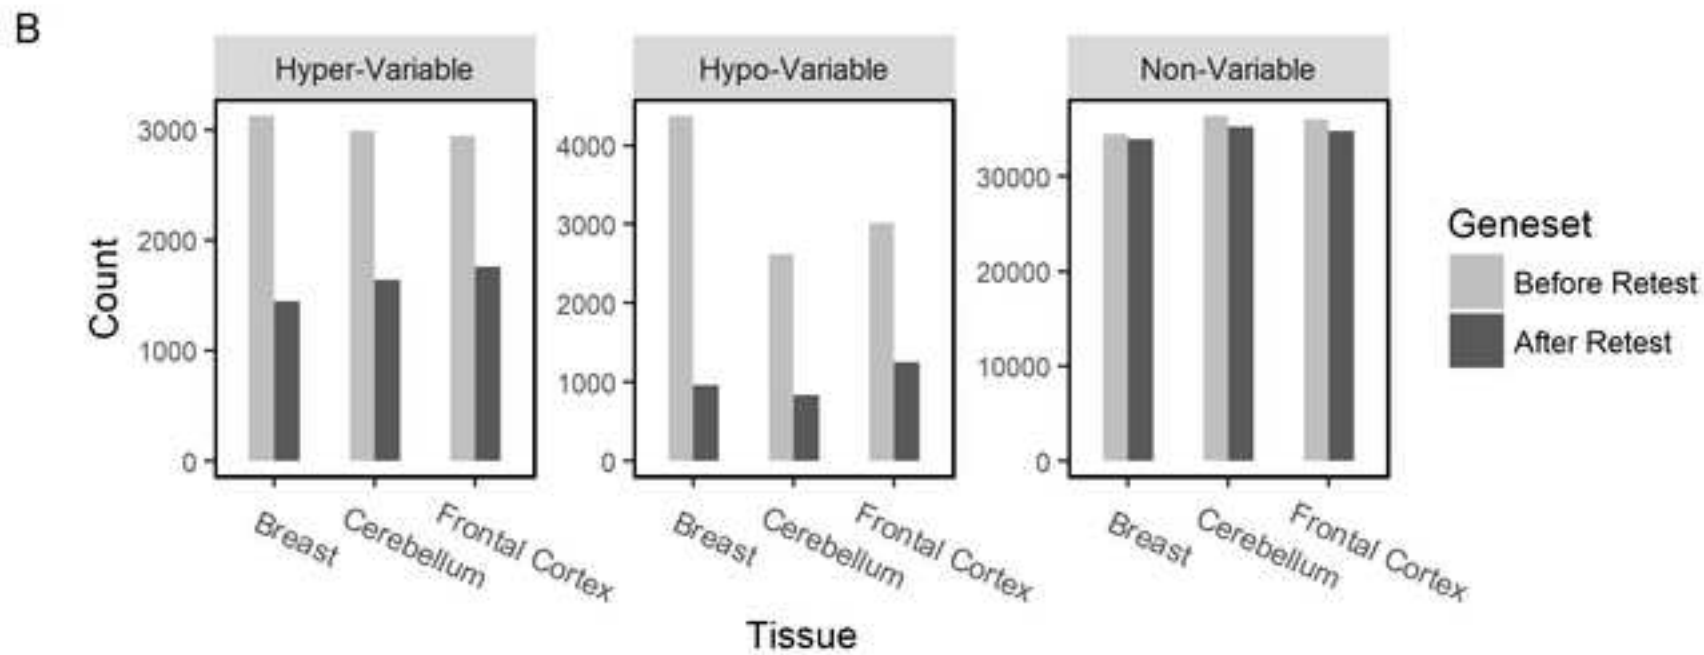 B
Hyper-Variable
Hypo-Variable
Non-Variable
Count
3000
2000
1000
0
4000
3000
2000
1000
0
30000
20000
10000
0
Breast
Cerebellum
Frontal Cortex
Breast
Cerebellum
Frontal Cortex
Breast
Cerebellum
Frontal Cortex
Tissue
Geneset
Before Retest
After Retest